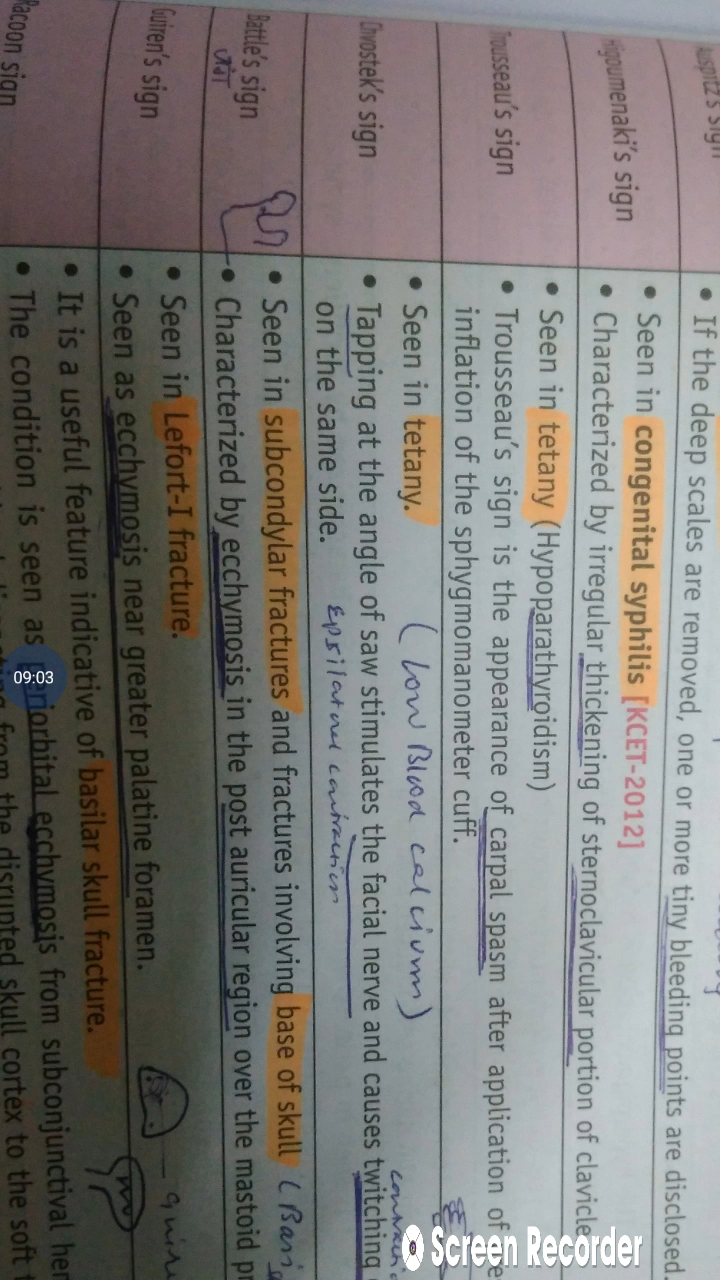 Auspitz's sign
• If the deep scales are removed, one or more tiny bleeding points are disclosed
Higoumenaki's sign
• Seen in congenital syphilis [KCET-2012]
• Characterized by irregular thickening of sternoclavicular portion of clavicle
Trousseau's sign
• Seen in tetany (Hypoparathyroidism)
• Trousseau's sign is the appearance of carpal spasm after application of
inflation of the sphygmomanometer cuff.
Chvostek's sign
• Seen in tetany.
(Low Blood calcium)
• Tapping at the angle of saw stimulates the facial nerve and causes twitching
on the same side.
Epsilateral contraction
Battle's sign
• Seen in subcondylar fractures and fractures involving base of skull
• Characterized by ecchymosis in the post auricular region over the mastoid pr
Guiren's sign
• Seen in Lefort-I fracture.
• Seen as ecchymosis near greater palatine foramen.
Racoon sign
• It is a useful feature indicative of basilar skull fracture.
• The condition is seen as periorbital ecchymosis from subconjunctival her
from the disrupted skull cortex to the soft
09:03
Screen Recorder